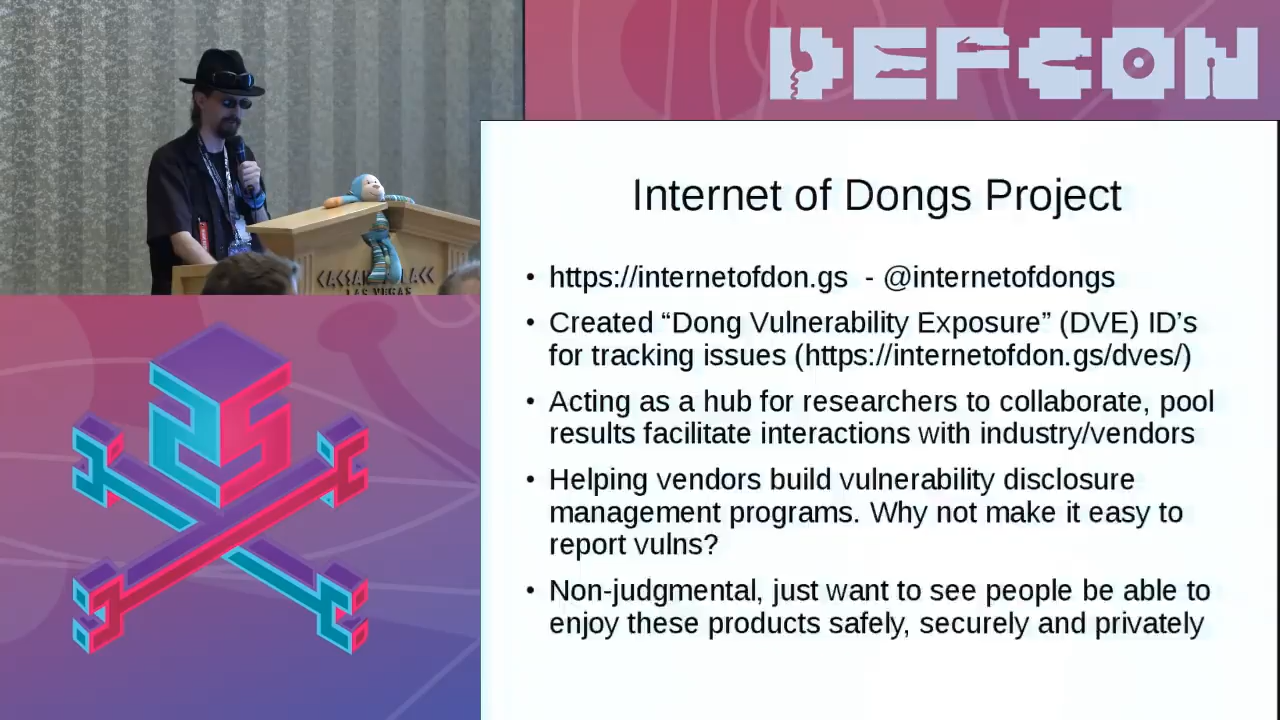 DEFCON
Internet of Dongs Project
• https://internetofdon.gs - @internetofdongs
• Created “Dong Vulnerability Exposure” (DVE) ID’s
for tracking issues (https://internetofdon.gs/dves/)
• Acting as a hub for researchers to collaborate, pool
results facilitate interactions with industry/vendors
• Helping vendors build vulnerability disclosure
management programs. Why not make it easy to
report vulns?
• Non-judgmental, just want to see people be able to
enjoy these products safely, securely and privately
LAS VEGAS